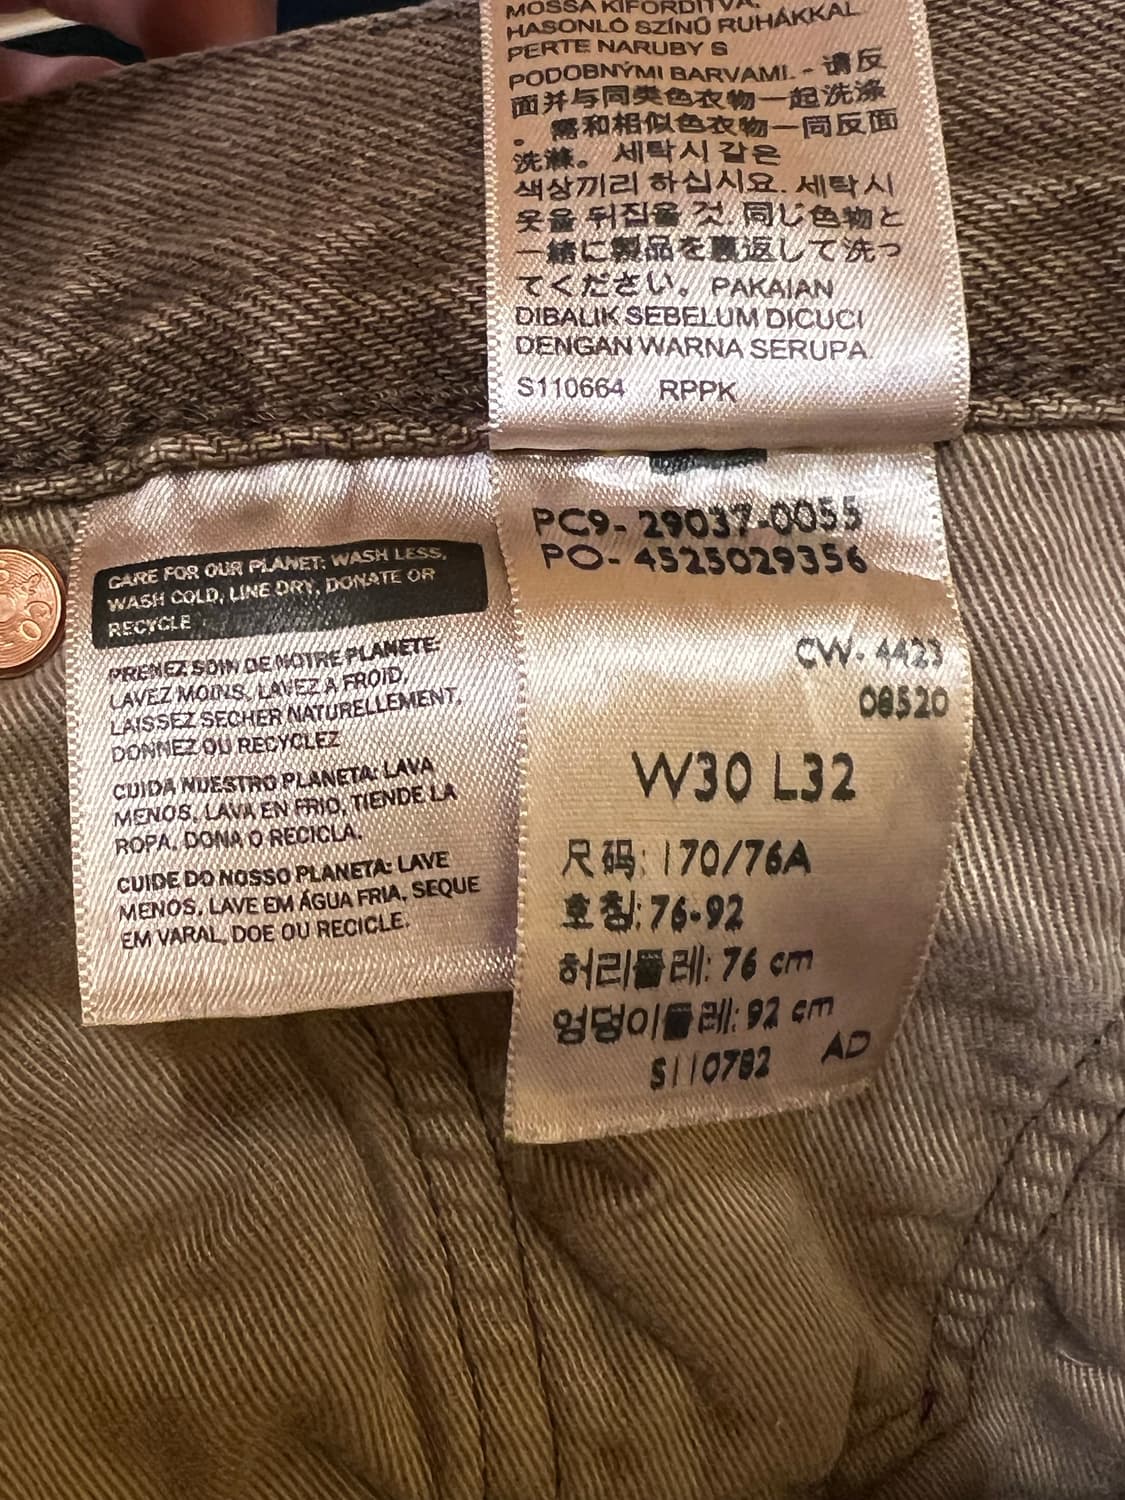 MOSSA KIFORDÍTVA,
HASONLÓ SZÍNŰ RUHÁKKAL
PERTE NARUBY S
PODOBNÝMI BARVAMI. - 请反
面并与同类色衣物一起洗涤
。需和相似色衣物一同反面
洗滌。 세탁시 같은
색상끼리 하십시요. 세탁시
옷을 뒤집을 것. 同じ色物と
一緒に製品を裏返して洗っ
てください。 PAKAIAN
DIBALIK SEBELUM DICUCI
DENGAN WARNA SERUPA.
S110664 RPPK
CARE FOR OUR PLANET: WASH LESS,
WASH COLD, LINE DRY, DONATE OR
RECYCLE
PRENEZ SOIN DE NOTRE PLANETE:
LAVEZ MOINS, LAVEZ A FROID,
LAISSEZ SECHER NATURELLEMENT,
DONNEZ OU RECYCLEZ
CUIDA NUESTRO PLANETA: LAVA
MENOS, LAVA EN FRIO, TIENDE LA
ROPA, DONA O RECICLA.
CUIDE DO NOSSO PLANETA: LAVE
MENOS, LAVE EM ÁGUA FRIA, SEQUE
EM VARAL, DOE OU RECICLE.
PC9- 29037-0055
PO- 4525029356
CW- 4423
08520
W30 L32
尺码: 170/76A
호칭: 76-92
허리둘레: 76 cm
엉덩이둘레: 92 cm
S110782 AD